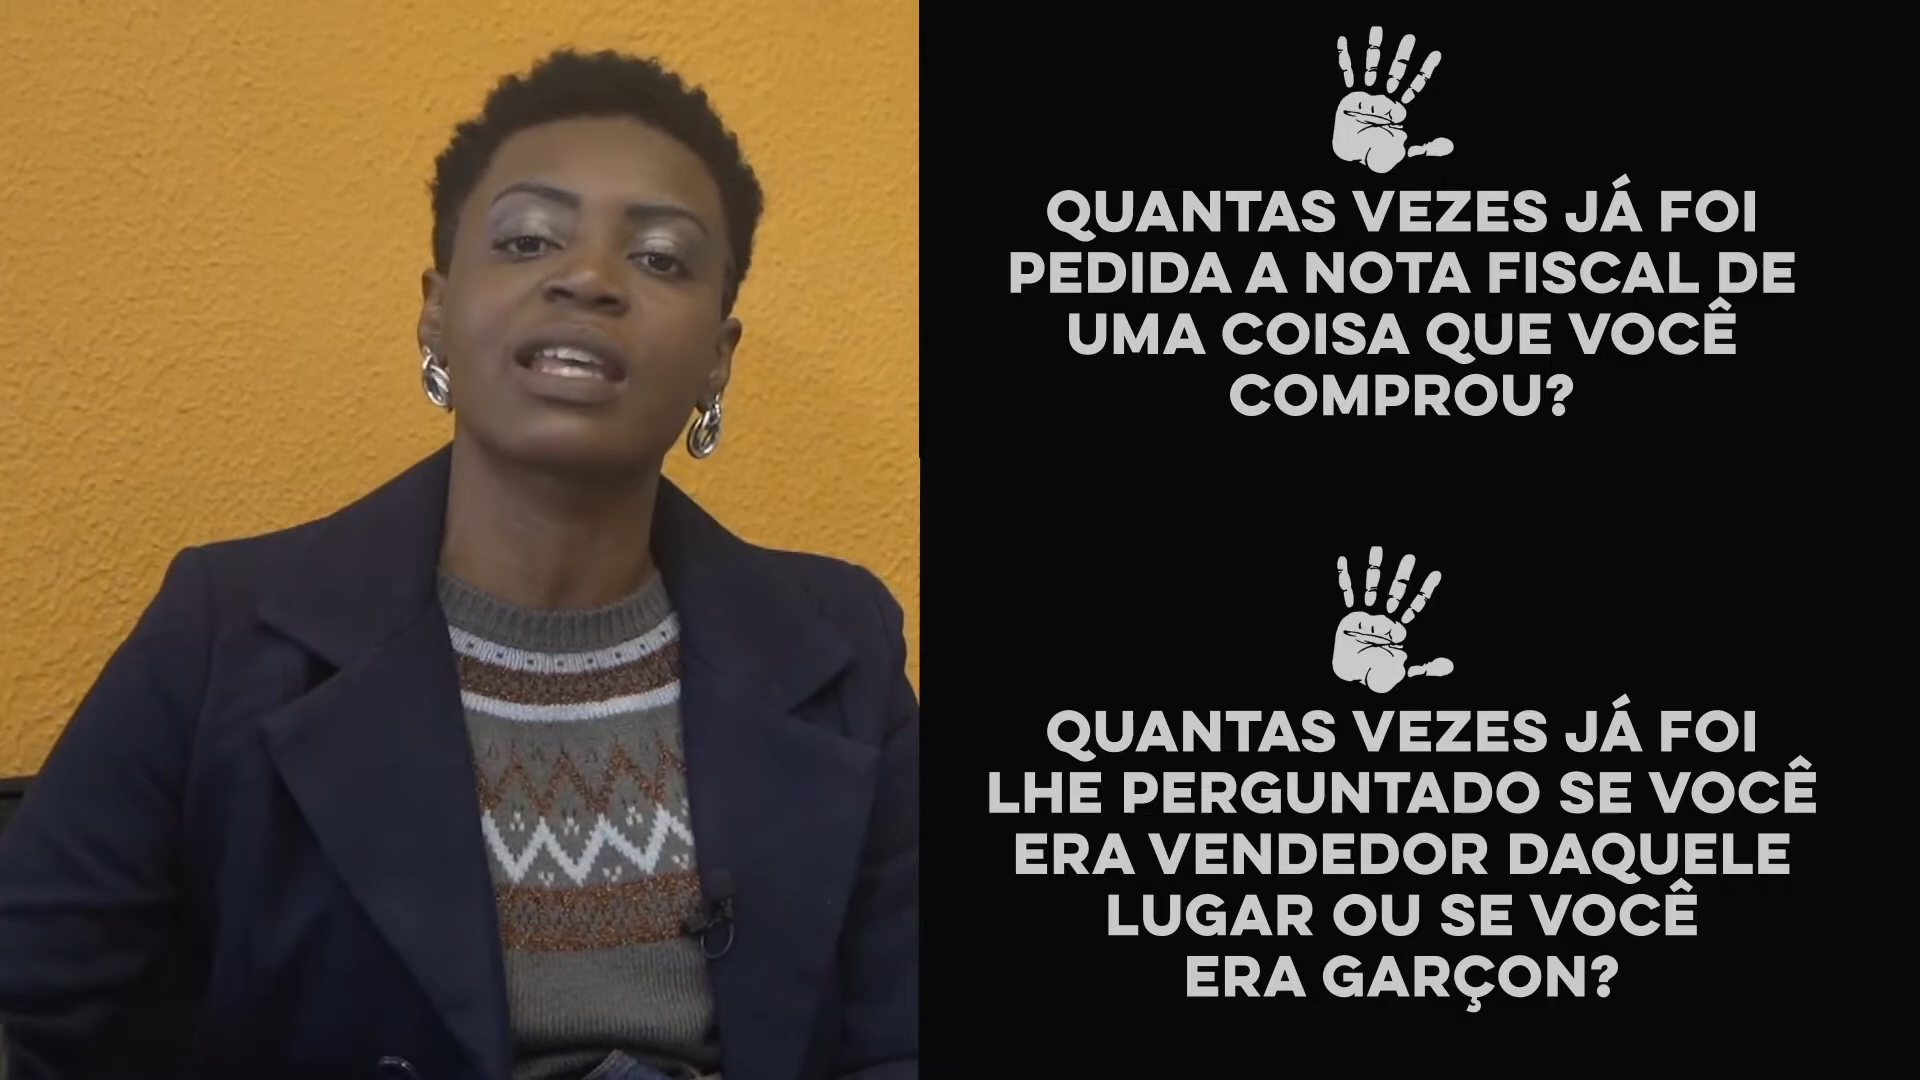 QUANTAS VEZES JÁ FOI
PEDIDA A NOTA FISCAL DE
UMA COISA QUE VOCÊ
COMPROU?
QUANTAS VEZES JÁ FOI
LHE PERGUNTADO SE VOCÊ
ERA VENDEDOR DAQUELE
LUGAR OU SE VOCÊ
ERA GARÇON?